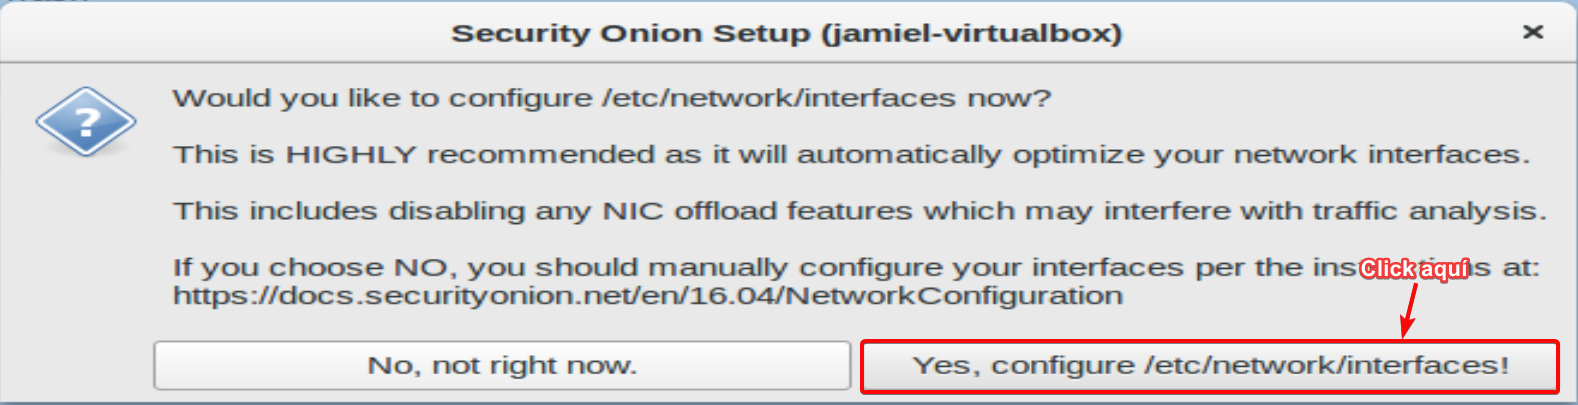 Security Onion Setup (jamiel-virtualbox)
Would you like to configure /etc/network/interfaces now?
This is HIGHLY recommended as it will automatically optimize your network interfaces.
This includes disabling any NIC offload features which may interfere with traffic analysis.
If you choose NO, you should manually configure your interfaces per the at:
Click aquí
https://docs.securityonion.net/en/16.04/NetworkConfiguration
No, not right now.
Yes, configure /etc/network/interfaces!